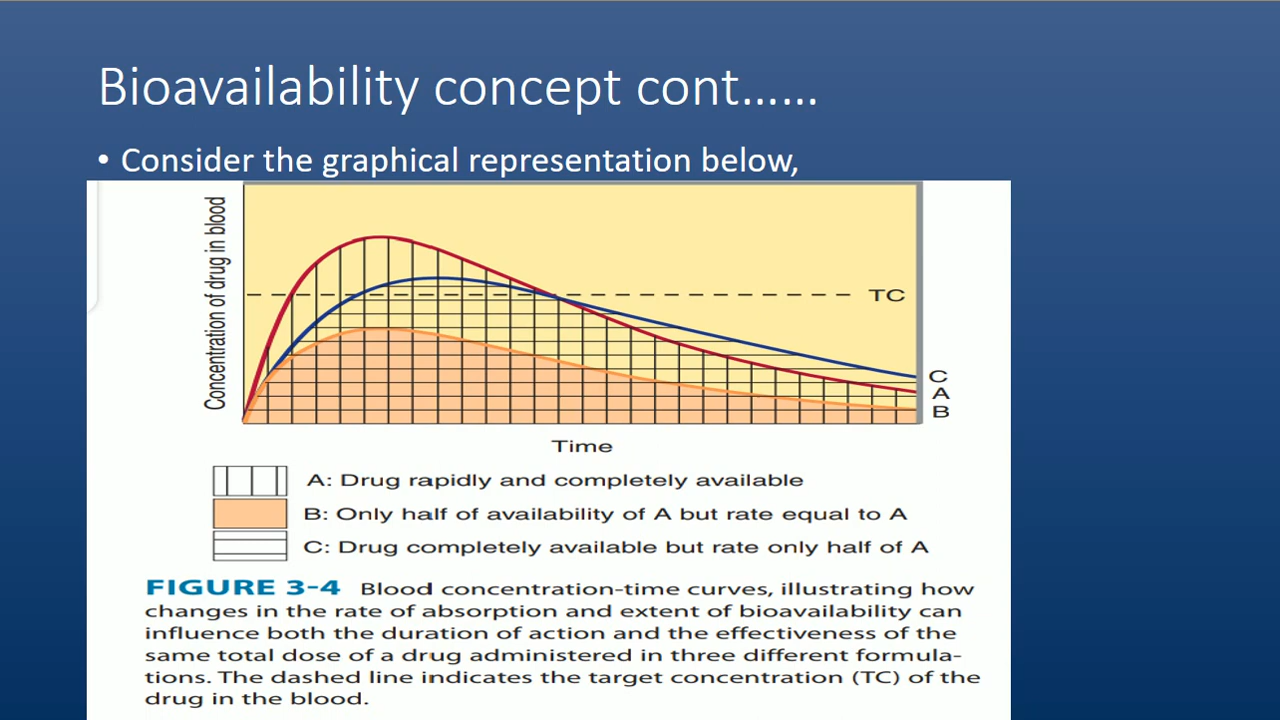 Bioavailability concept cont......
• Consider the graphical representation below,
Concentration of drug in blood
TC
C
A
B
Time
A: Drug rapidly and completely available
B: Only half of availability of A but rate equal to A
C: Drug completely available but rate only half of A
FIGURE 3-4 Blood concentration-time curves, illustrating how
changes in the rate of absorption and extent of bioavailability can
influence both the duration of action and the effectiveness of the
same total dose of a drug administered in three different formula-
tions. The dashed line indicates the target concentration (TC) of the
drug in the blood.